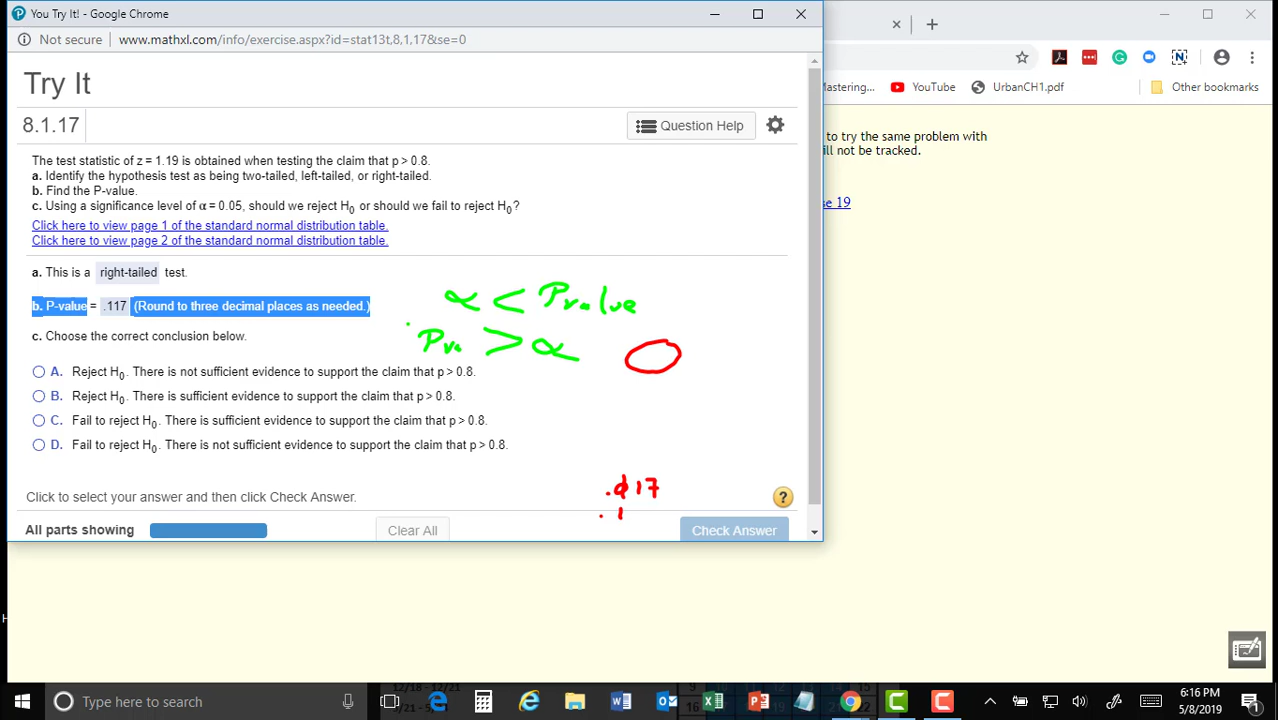 You Try It! - Google Chrome
Not secure www.mathxl.com/info/exercise.aspx?id=stat13t,8,1,17&se=0
Try It
8.1.17
Question Help
The test statistic of z = 1.19 is obtained when testing the claim that p > 0.8.
a. Identify the hypothesis test as being two-tailed, left-tailed, or right-tailed.
b. Find the P-value.
c. Using a significance level of α = 0.05, should we reject H0 or should we fail to reject H0?
Click here to view page 1 of the standard normal distribution table.
Click here to view page 2 of the standard normal distribution table.
a. This is a right-tailed test.
b. P-value = .117 (Round to three decimal places as needed.)
α < Pvalue
c. Choose the correct conclusion below.
Pva > α
A. Reject H0. There is not sufficient evidence to support the claim that p > 0.8.
B. Reject H0. There is sufficient evidence to support the claim that p > 0.8.
C. Fail to reject H0. There is sufficient evidence to support the claim that p > 0.8.
D. Fail to reject H0. There is not sufficient evidence to support the claim that p > 0.8.
Click to select your answer and then click Check Answer.
?
All parts showing
Clear All
Check Answer
Mastering...
YouTube
UrbanCH1.pdf
Other bookmarks
to try the same problem with
ill not be tracked.
se 19
12/18 - 12/21
Type here to search
6:16 PM
5/8/2019